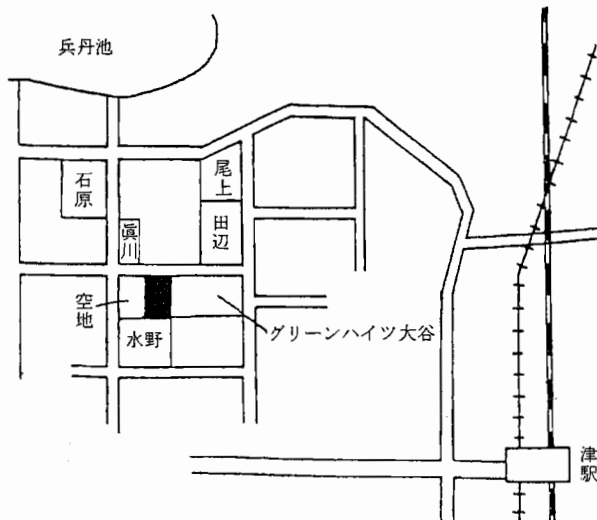 兵丹池
石原
尾上
田辺
眞川
空地
水野
グリーンハイツ大谷
津駅